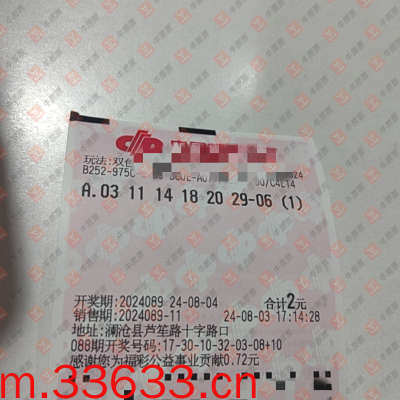 玩法:双色
B252-975C
A.03 11 14 18 20 29-06 (1)
开奖期:2024089 24-08-04 合计2元
销售期:2024089-11 24-08-03 17:14:28
地址:澜沧县芦笙路十字路口
088期开奖号码:17-30-10-32-03-08+10
感谢您为福彩公益事业贡献0.72元
m.33633.cn